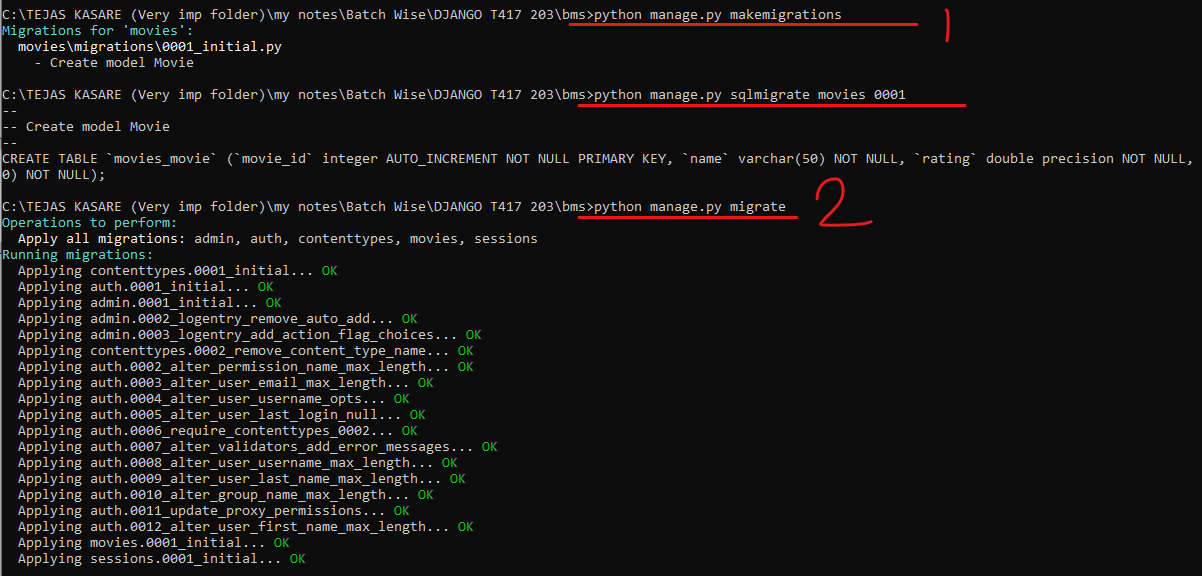 C:\TEJAS KASARE (Very imp folder)\my notes\Batch Wise\DJANGO T417 203\bms>python manage.py makemigrations 1
Migrations for 'movies':
  movies\migrations\0001_initial.py
    - Create model Movie
C:\TEJAS KASARE (Very imp folder)\my notes\Batch Wise\DJANGO T417 203\bms>python manage.py sqlmigrate movies 0001
--
-- Create model Movie
--
CREATE TABLE `movies_movie` (`movie_id` integer AUTO_INCREMENT NOT NULL PRIMARY KEY, `name` varchar(50) NOT NULL, `rating` double precision NOT NULL,
0) NOT NULL);
C:\TEJAS KASARE (Very imp folder)\my notes\Batch Wise\DJANGO T417 203\bms>python manage.py migrate 2
Operations to perform:
  Apply all migrations: admin, auth, contenttypes, movies, sessions
Running migrations:
  Applying contenttypes.0001_initial... OK
  Applying auth.0001_initial... OK
  Applying admin.0001_initial... OK
  Applying admin.0002_logentry_remove_auto_add... OK
  Applying admin.0003_logentry_add_action_flag_choices... OK
  Applying contenttypes.0002_remove_content_type_name... OK
  Applying auth.0002_alter_permission_name_max_length... OK
  Applying auth.0003_alter_user_email_max_length... OK
  Applying auth.0004_alter_user_username_opts... OK
  Applying auth.0005_alter_user_last_login_null... OK
  Applying auth.0006_require_contenttypes_0002... OK
  Applying auth.0007_alter_validators_add_error_messages... OK
  Applying auth.0008_alter_user_username_max_length... OK
  Applying auth.0009_alter_user_last_name_max_length... OK
  Applying auth.0010_alter_group_name_max_length... OK
  Applying auth.0011_update_proxy_permissions... OK
  Applying auth.0012_alter_user_first_name_max_length... OK
  Applying movies.0001_initial... OK
  Applying sessions.0001_initial... OK